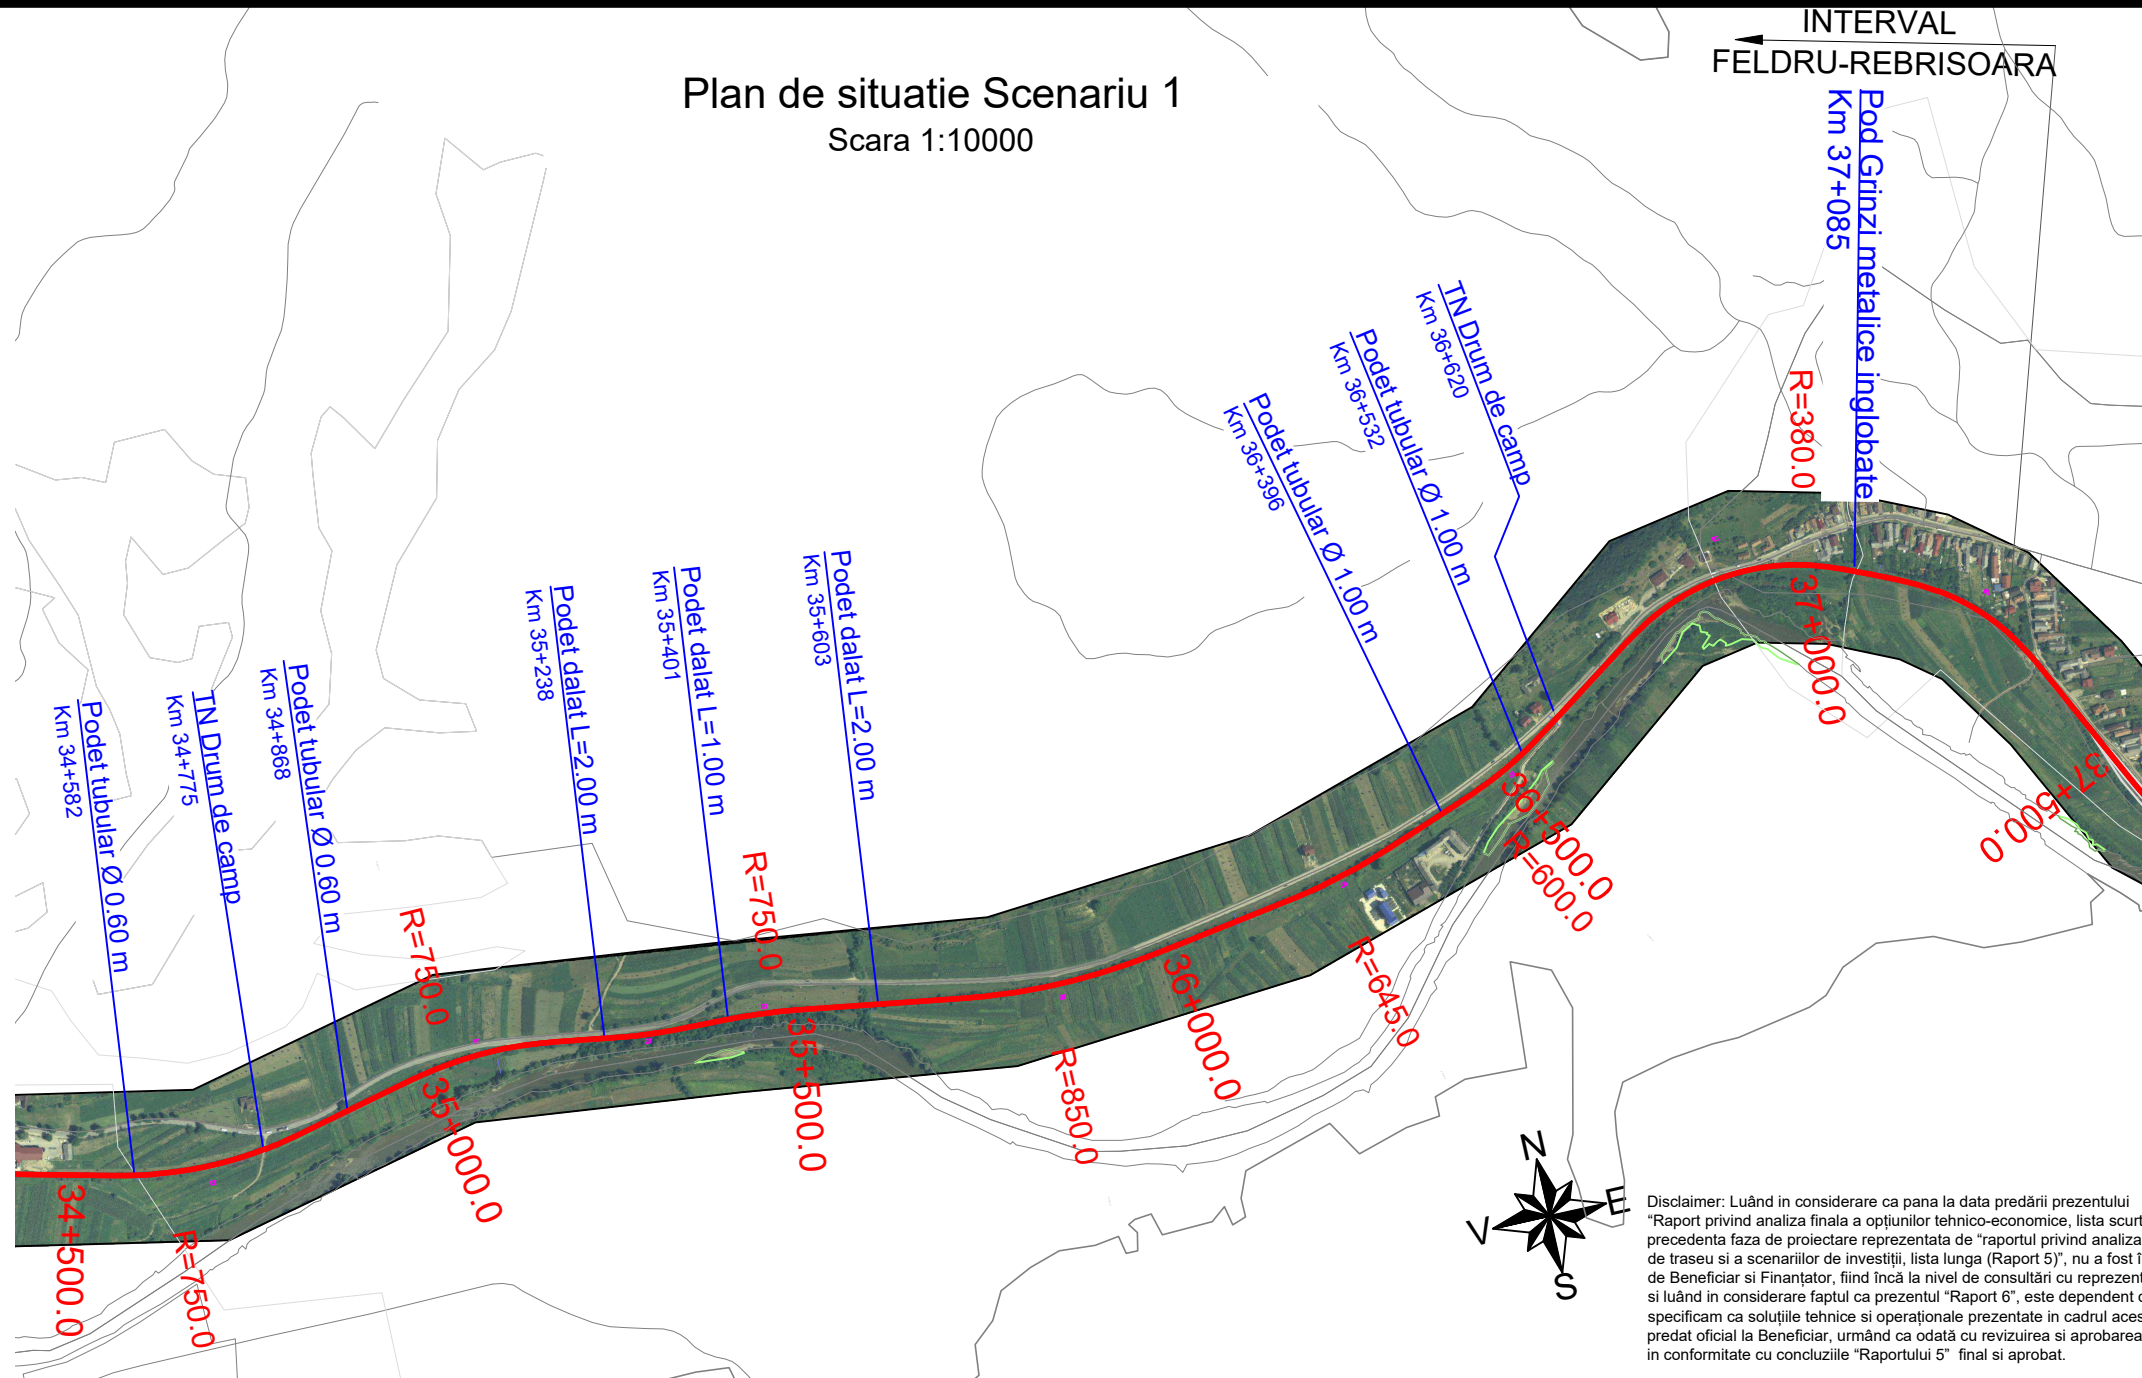 INTERVAL
FELDRU-REBRISOARA
Plan de situatie Scenariu 1
Scara 1:10000
Pod Grinzi metalice inglobate
Km 37+085
TN Drum de camp
Km 36+620
Podet tubular Ø 1.00 m
Km 36+532
Podet tubular Ø 1.00 m
Km 36+396
Podet dalat L=2.00 m
Km 35+603
Podet dalat L=1.00 m
Km 35+401
Podet dalat L=2.00 m
Km 35+238
Podet tubular Ø 0.60 m
Km 34+868
TN Drum de camp
Km 34+775
Podet tubular Ø 0.60 m
Km 34+582
R=380.0
37+000.0
37+500.0
36+500.0
R=600.0
R=645.0
36+000.0
R=850.0
R=750.0
35+500.0
R=750.0
35+000.0
R=750.0
34+500.0
N
E
V
S
Disclaimer: Luând in considerare ca pana la data predării prezentului
“Raport privind analiza finala a opțiunilor tehnico-economice, lista scurt
precedenta faza de proiectare reprezentata de “raportul privind analiza
de traseu si a scenariilor de investiții, lista lunga (Raport 5)”, nu a fost î
de Beneficiar si Finanțator, fiind încă la nivel de consultări cu reprezent
si luând in considerare faptul ca prezentul “Raport 6”, este dependent d
specificam ca soluțiile tehnice si operaționale prezentate in cadrul aces
predat oficial la Beneficiar, urmând ca odată cu revizuirea si aprobarea
in conformitate cu concluziile “Raportului 5” final si aprobat.